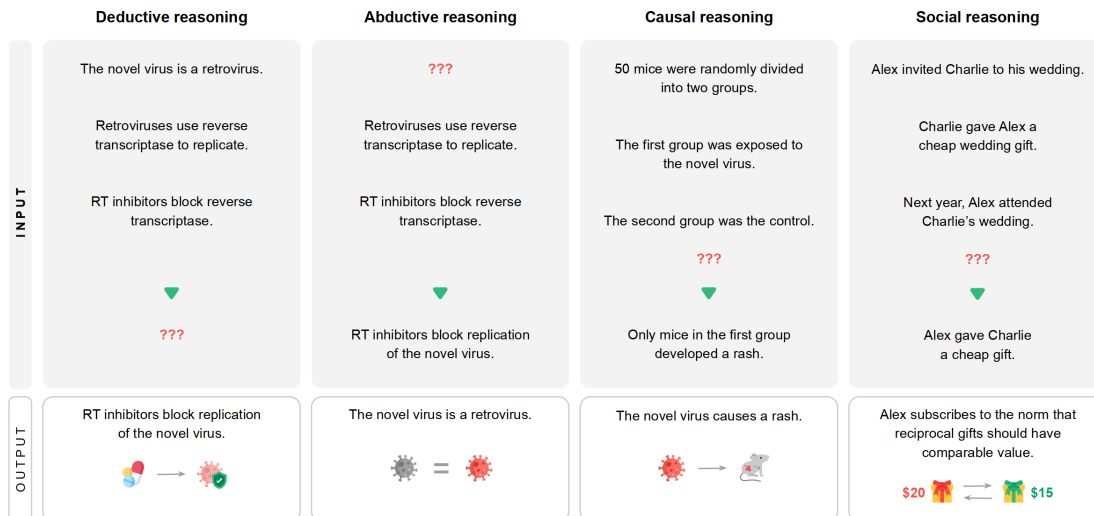 Deductive reasoning
Abductive reasoning
Causal reasoning
Social reasoning
INPUT
The novel virus is a retrovirus.
Retroviruses use reverse
transcriptase to replicate.
RT inhibitors block reverse
transcriptase.
???
???
Retroviruses use reverse
transcriptase to replicate.
RT inhibitors block reverse
transcriptase.
RT inhibitors block replication
of the novel virus.
50 mice were randomly divided
into two groups.
The first group was exposed to
the novel virus.
The second group was the control.
???
Only mice in the first group
developed a rash.
Alex invited Charlie to his wedding.
Charlie gave Alex a
cheap wedding gift.
Next year, Alex attended
Charlie's wedding.
???
Alex gave Charlie
a cheap gift.
OUTPUT
RT inhibitors block replication
of the novel virus.
The novel virus is a retrovirus.
=
The novel virus causes a rash.
Alex subscribes to the norm that
reciprocal gifts should have
comparable value.
$20
$15